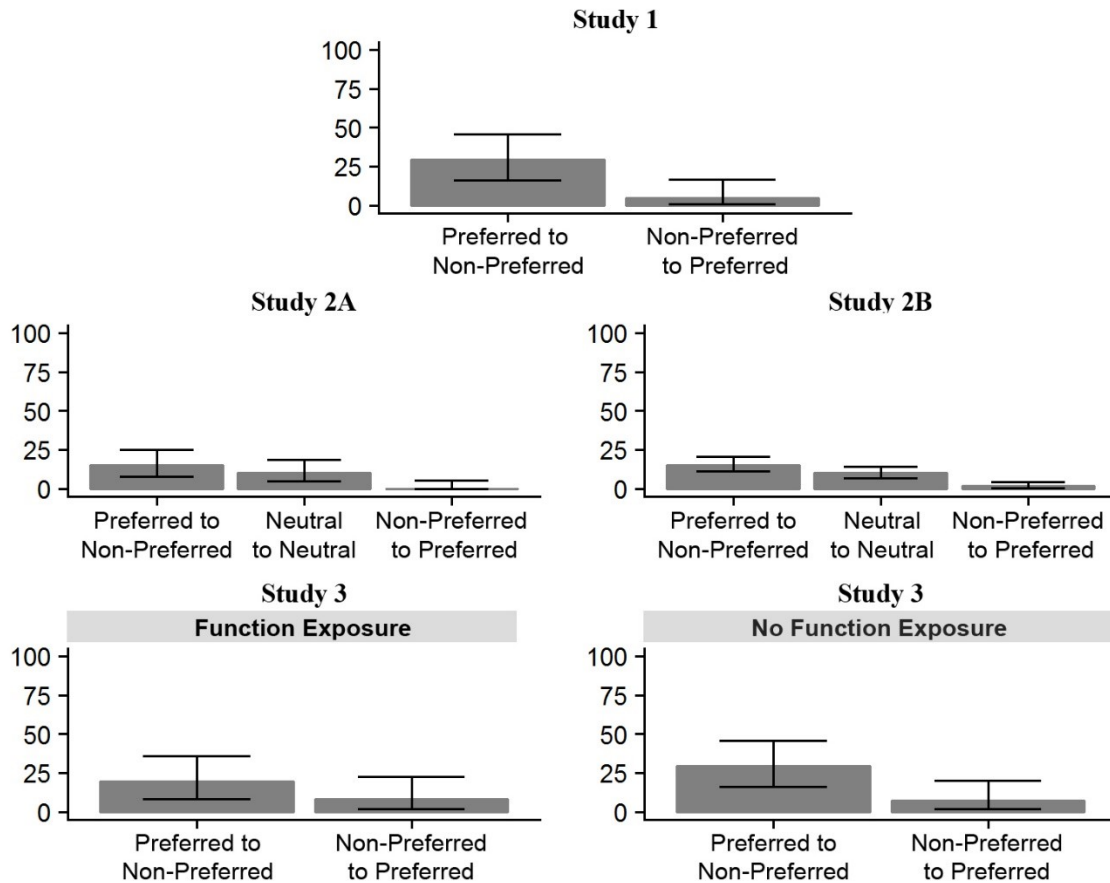 Study 1
100
75
50
25
0
Preferred to
Non-Preferred
Non-Preferred
to Preferred
Study 2A
100
75
50
25
0
Preferred to
Non-Preferred
Neutral
to Neutral
Non-Preferred
to Preferred
Study 2B
100
75
50
25
0
Preferred to
Non-Preferred
Neutral
to Neutral
Non-Preferred
to Preferred
Study 3
Function Exposure
100
75
50
25
0
Preferred to
Non-Preferred
Non-Preferred
to Preferred
Study 3
No Function Exposure
100
75
50
25
0
Preferred to
Non-Preferred
Non-Preferred
to Preferred